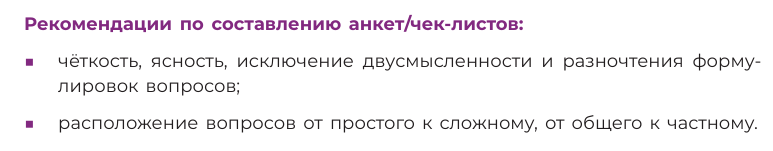 Рекомендации по составлению анкет/чек-листов:
▪ чёткость, ясность, исключение двусмысленности и разночтения форму-
лировок вопросов;
▪ расположение вопросов от простого к сложному, от общего к частному.